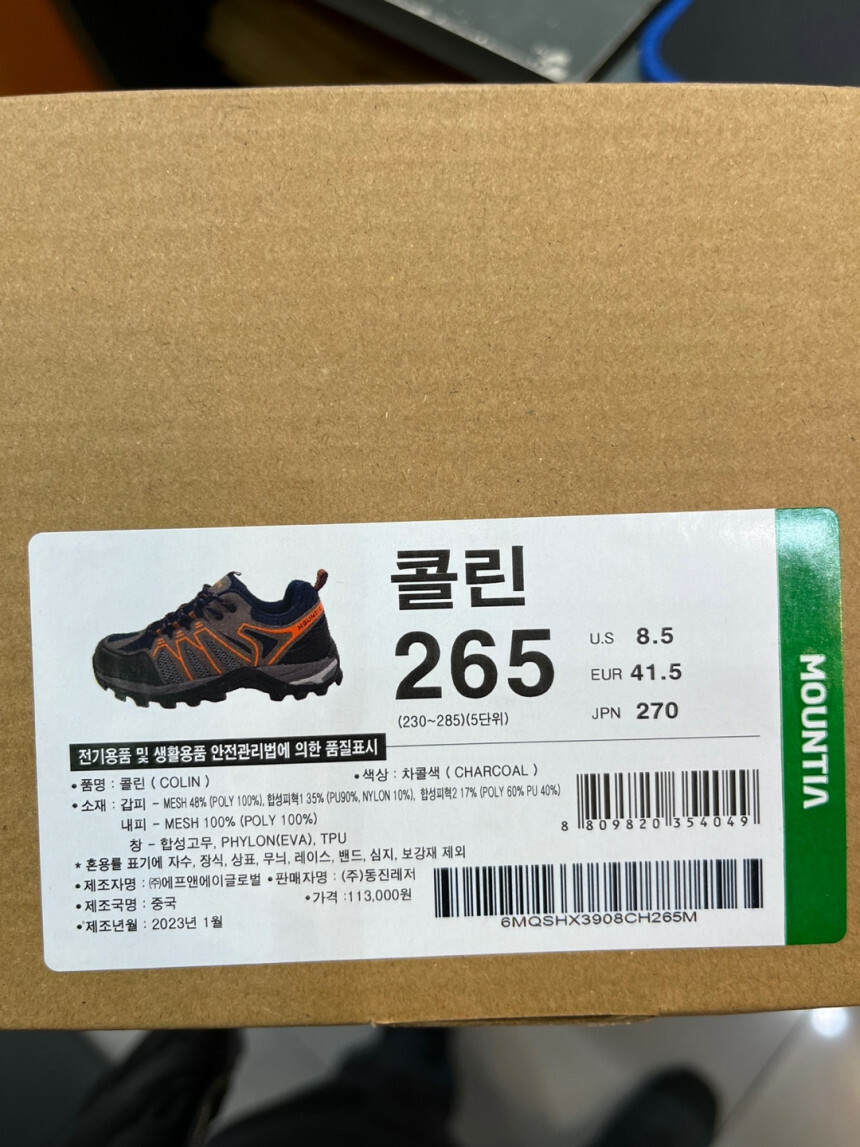 콜린
265
(230~285)(5단위)
U.S 8.5
EUR 41.5
JPN 270
MOUNTIA
MOUNTIA
전기용품 및 생활용품 안전관리법에 의한 품질표시
•품명 : 콜린 ( COLIN )
•색상 : 차콜색 ( CHARCOAL )
•소재 : 갑피 – MESH 48% (POLY 100%), 합성피혁1 35% (PU90%, NYLON 10%), 합성피혁2 17% (POLY 60% PU 40%)
내피 – MESH 100% (POLY 100%)
창 – 합성고무, PHYLON(EVA), TPU
* 혼용률 표기에 자수, 장식, 상표, 무늬, 레이스, 밴드, 심지, 보강재 제외
•제조자명 : ㈜에프앤에이글로벌 •판매자명 : (주)동진레저
•제조국명 : 중국
•가격 :113,000원
•제조년월 : 2023년 1월
8 809820 354049
6MQSHX3908CH265M